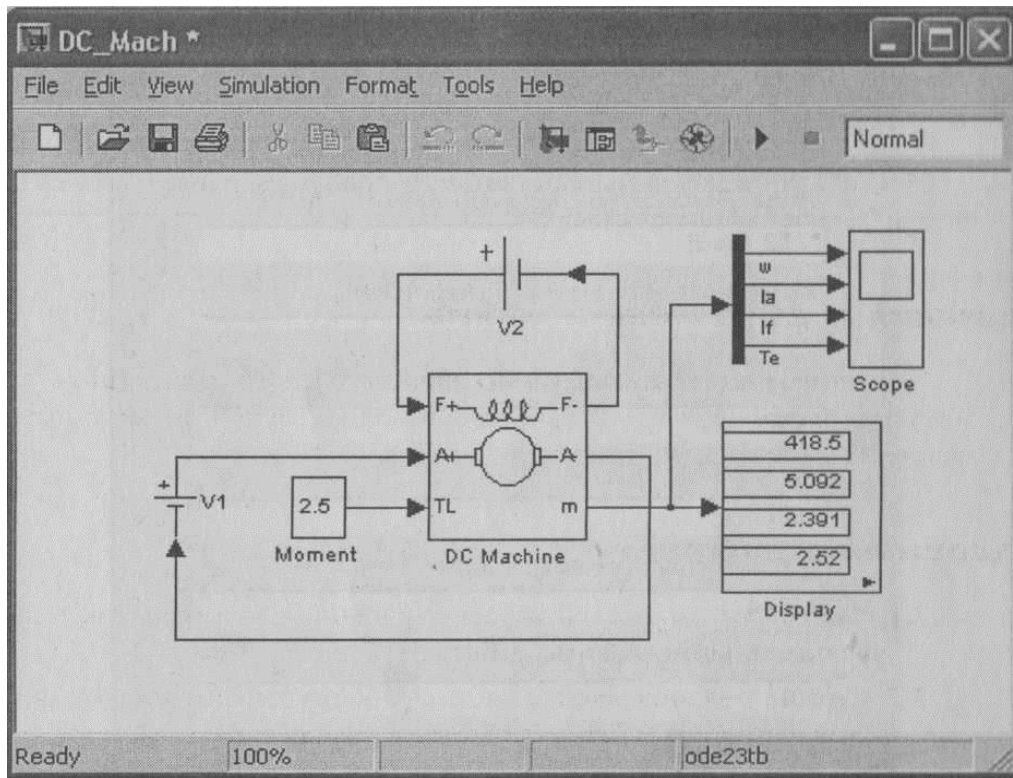 DC_Mach *
File Edit View Simulation Format Tools Help
Normal
+
V2
w
Ia
If
Te
Scope
F+
F-
A+
A-
TL
m
DC Machine
+
V1
2.5
Moment
418.5
5.092
2.391
2.52
Display
Ready
100%
ode23tb